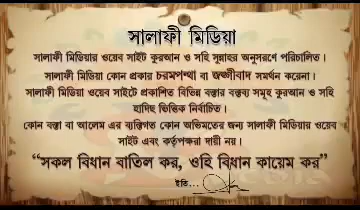 সালাফী মিডিয়া
সালাফী মিডিয়ার ওয়েব সাইট কুরআন ও সহি সুন্নাহর অনুসরণে পরিচালিত।
সালাফী মিডিয়া কোন প্রকার চরমপন্থা বা জঙ্গীবাদ সমর্থন করেনা।
সালাফী মিডিয়া ওয়েব সাইটে প্রকাশিত বিভিন্ন বক্তার বক্তব্য সমূহ কুরআন ও সহি
হাদিছ ভিত্তিক নির্বাচিত।
কোন বক্তা বা আলেম এর ব্যক্তিগত কোন অভিমতের জন্য সালাফী মিডিয়ার ওয়েব
সাইট এবং কর্তৃপক্ষরা দায়ী নয়।
“সকল বিধান বাতিল কর, ওহি বিধান কায়েম কর”
ইতি...